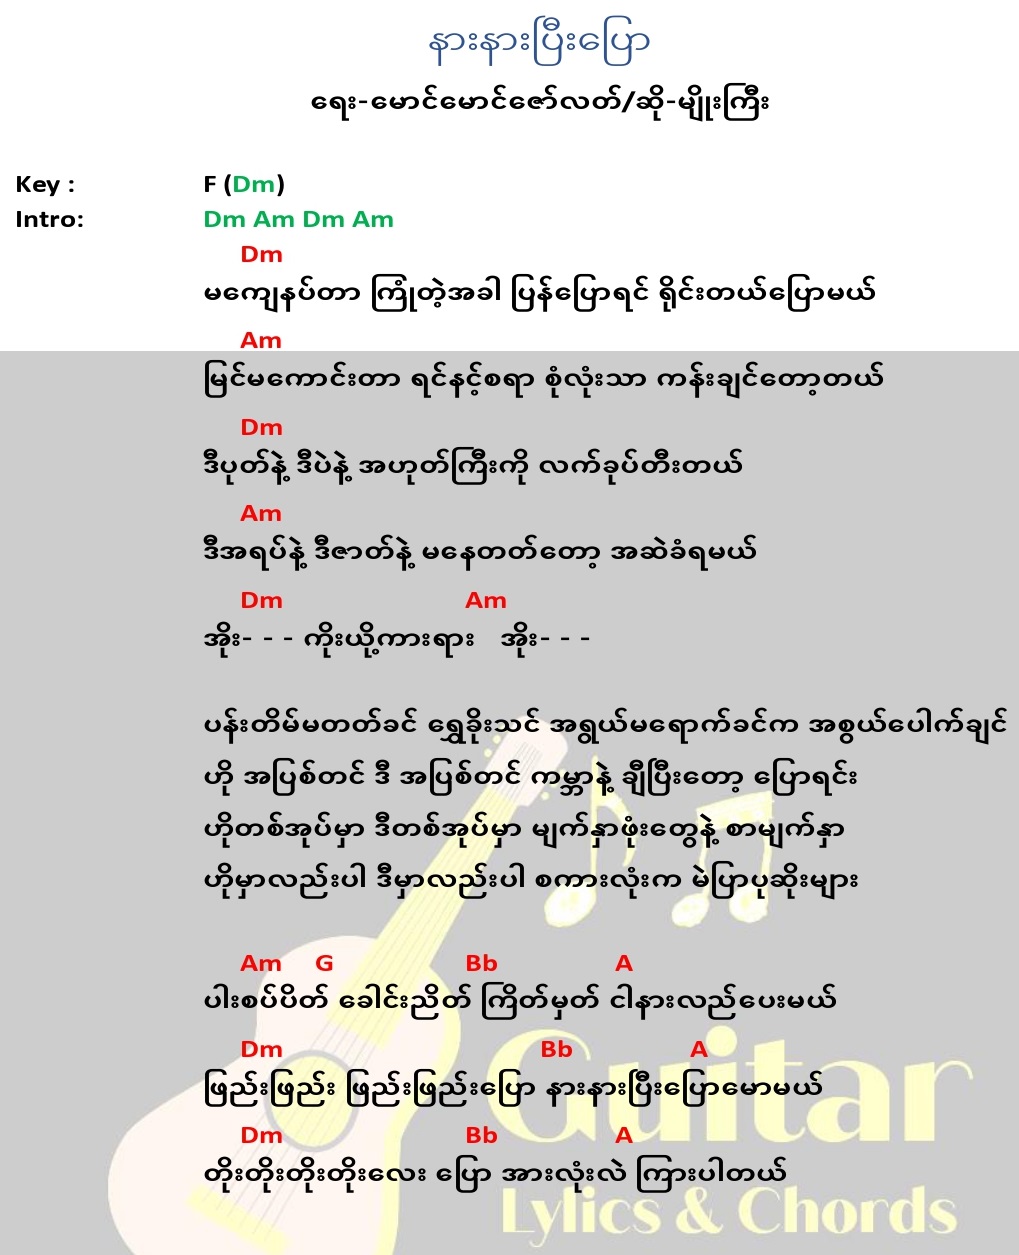 နားနားပြီးပြော
ရေး-မောင်မောင်ဇော်လတ်/ဆို-မျိုးကြီး
Key : F (Dm)
Intro: Dm Am Dm Am
Dm
မကျေနပ်တာ ကြုံတဲ့အခါ ပြန်ပြောရင် ရိုင်းတယ်ပြောမယ်
Am
မြင်မကောင်းတာ ရင်နင့်စရာ စုံလုံးသာ ကန်းချင်တော့တယ်
Dm
ဒီပုတ်နဲ့ ဒီပဲနဲ့ အဟုတ်ကြီးကို လက်ခုပ်တီးတယ်
Am
ဒီအရပ်နဲ့ ဒီဇာတ်နဲ့ မနေတတ်တော့ အဆဲခံရမယ်
Dm Am
အိုး- - - ကိုးယို့ကားရား အိုး- - -
ပန်းတိမ်မတတ်ခင် ရွှေခိုးသင် အရွယ်မရောက်ခင်က အစွယ်ပေါက်ချင်
ဟို အပြစ်တင် ဒီ အပြစ်တင် ကမ္ဘာနဲ့ ချီပြီးတော့ ပြောရင်း
ဟိုတစ်အုပ်မှာ ဒီတစ်အုပ်မှာ မျက်နှာဖုံးတွေနဲ့ စာမျက်နှာ
ဟိုမှာလည်းပါ ဒီမှာလည်းပါ စကားလုံးက မဲပြာပုဆိုးများ
Am G Bb A
ပါးစပ်ပိတ် ခေါင်းညိတ် ကြိတ်မှတ် ငါနားလည်ပေးမယ်
Dm Bb A
ဖြည်းဖြည်း ဖြည်းဖြည်းပြော နားနားပြီးပြောမောမယ်
Dm Bb A
တိုးတိုးတိုးတိုးလေး ပြော အားလုံးလဲ ကြားပါတယ်
Guitar
Lylics & Chords